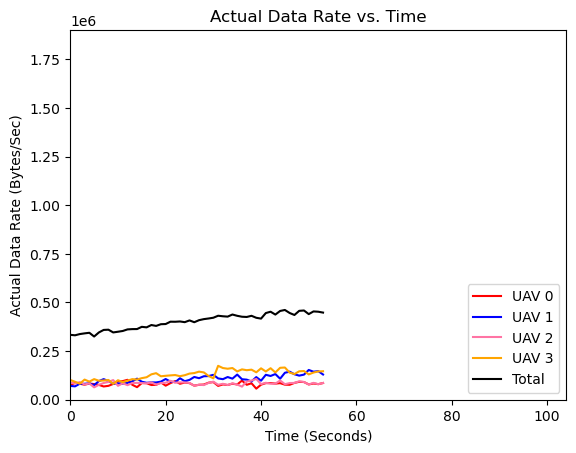 Actual Data Rate vs. Time
1e6
Actual Data Rate (Bytes/Sec)
1.75
1.50
1.25
1.00
0.75
0.50
0.25
0.00
0 20 40 60 80 100
Time (Seconds)
UAV 0
UAV 1
UAV 2
UAV 3
Total